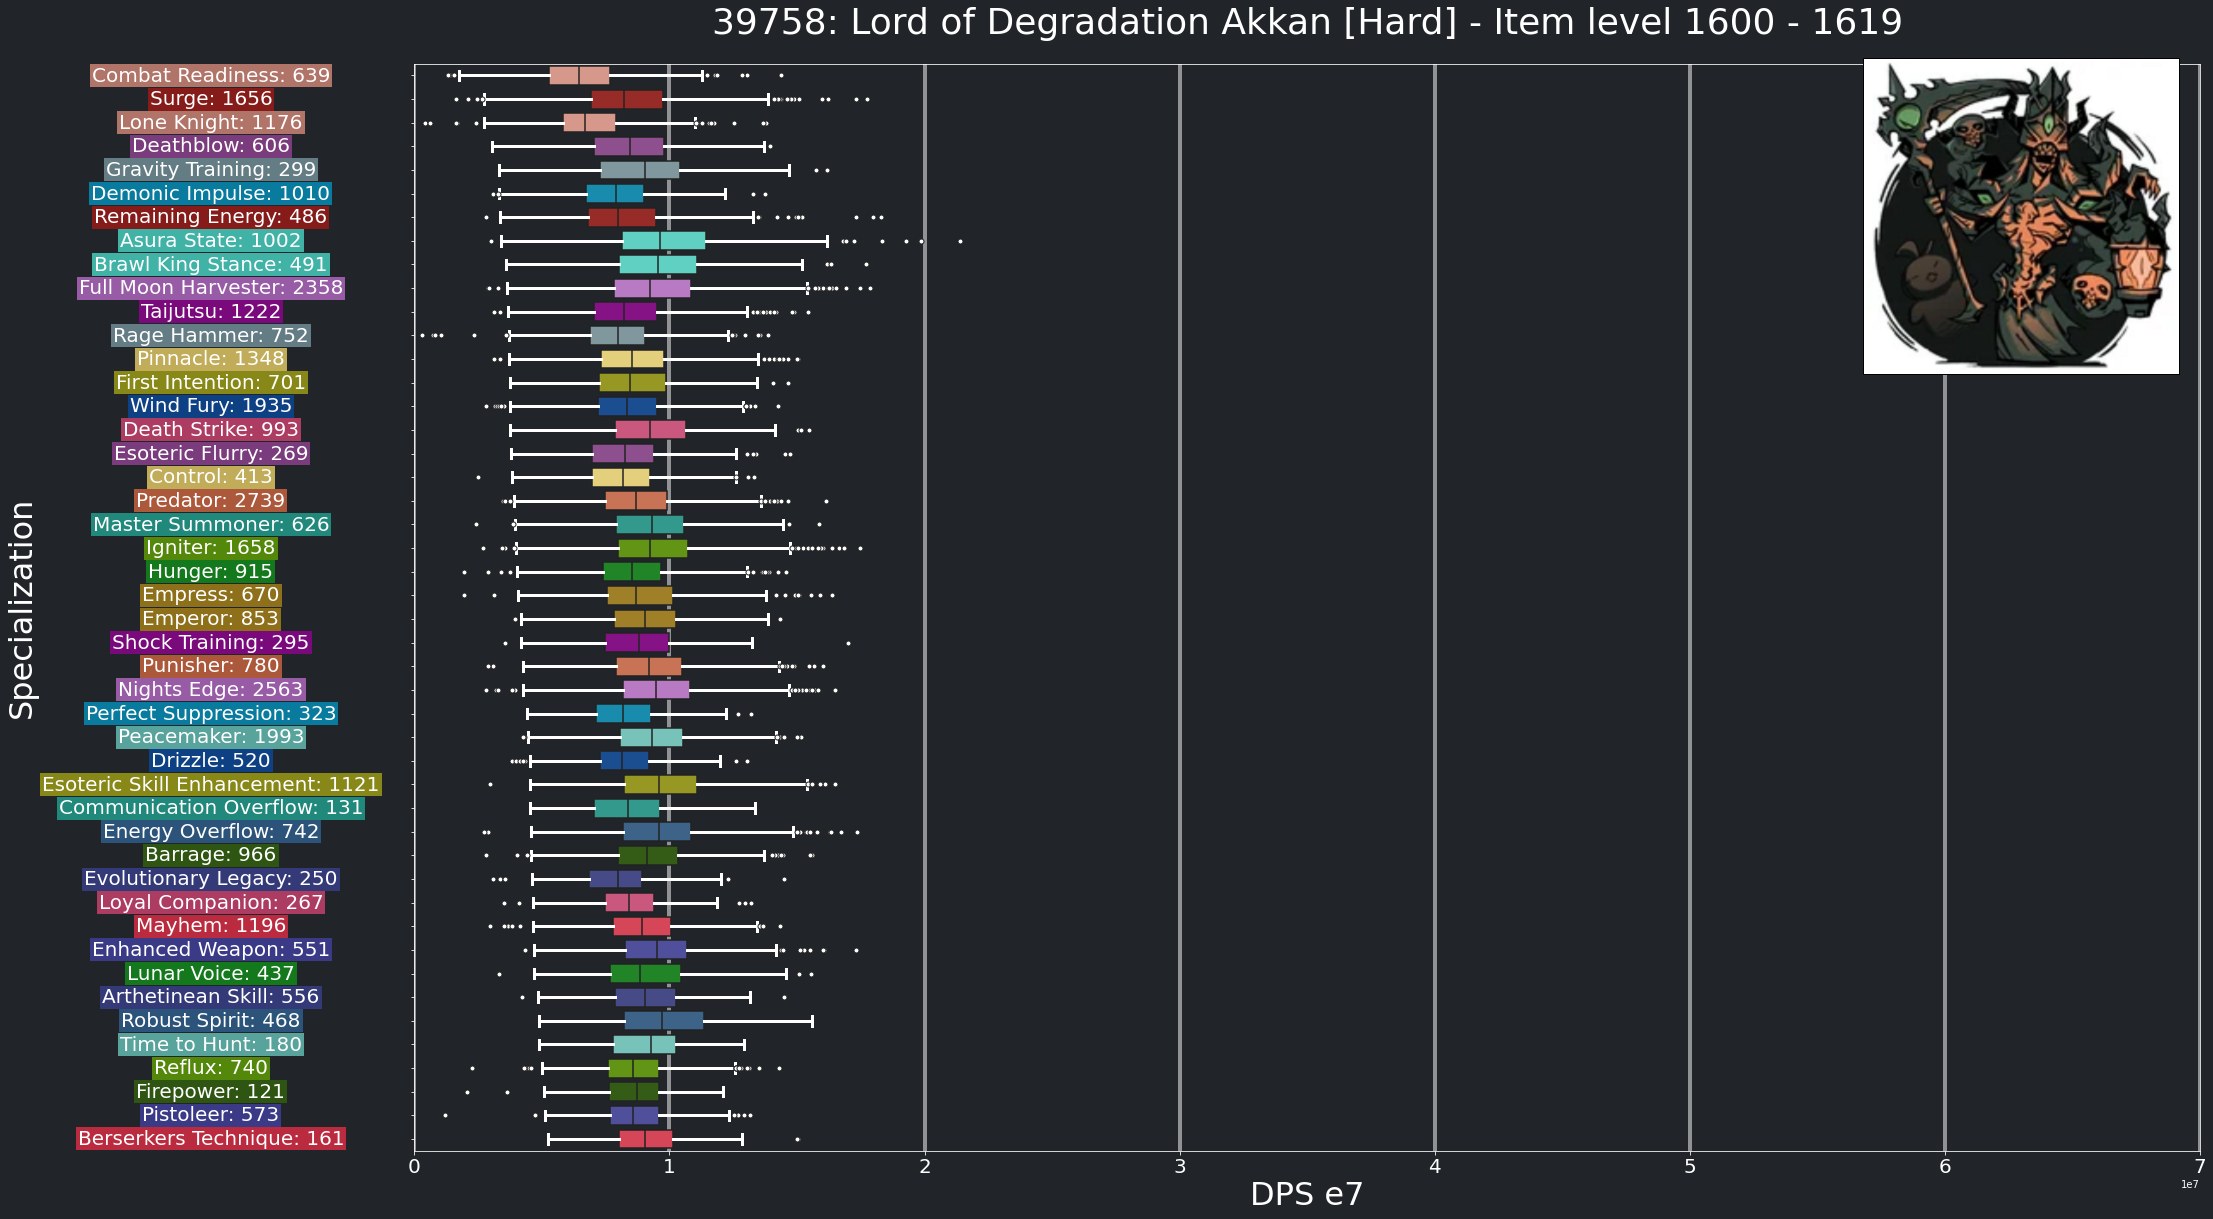 39758: Lord of Degradation Akkan [Hard] - Item level 1600 - 1619
Combat Readiness: 639
Surge: 1656
Lone Knight: 1176
Deathblow: 606
Gravity Training: 299
Demonic Impulse: 1010
Remaining Energy: 486
Asura State: 1002
Brawl King Stance: 491
Full Moon Harvester: 2358
Taijutsu: 1222
Rage Hammer: 752
Pinnacle: 1348
First Intention: 701
Wind Fury: 1935
Death Strike: 993
Esoteric Flurry: 269
Control: 413
Predator: 2739
Master Summoner: 626
Igniter: 1658
Hunger: 915
Empress: 670
Emperor: 853
Shock Training: 295
Punisher: 780
Nights Edge: 2563
Perfect Suppression: 323
Peacemaker: 1993
Drizzle: 520
Esoteric Skill Enhancement: 1121
Communication Overflow: 131
Energy Overflow: 742
Barrage: 966
Evolutionary Legacy: 250
Loyal Companion: 267
Mayhem: 1196
Enhanced Weapon: 551
Lunar Voice: 437
Arthetinean Skill: 556
Robust Spirit: 468
Time to Hunt: 180
Reflux: 740
Firepower: 121
Pistoleer: 573
Berserkers Technique: 161
Specialization
0 1 2 3 4 5 6 7
1e7
DPS e7